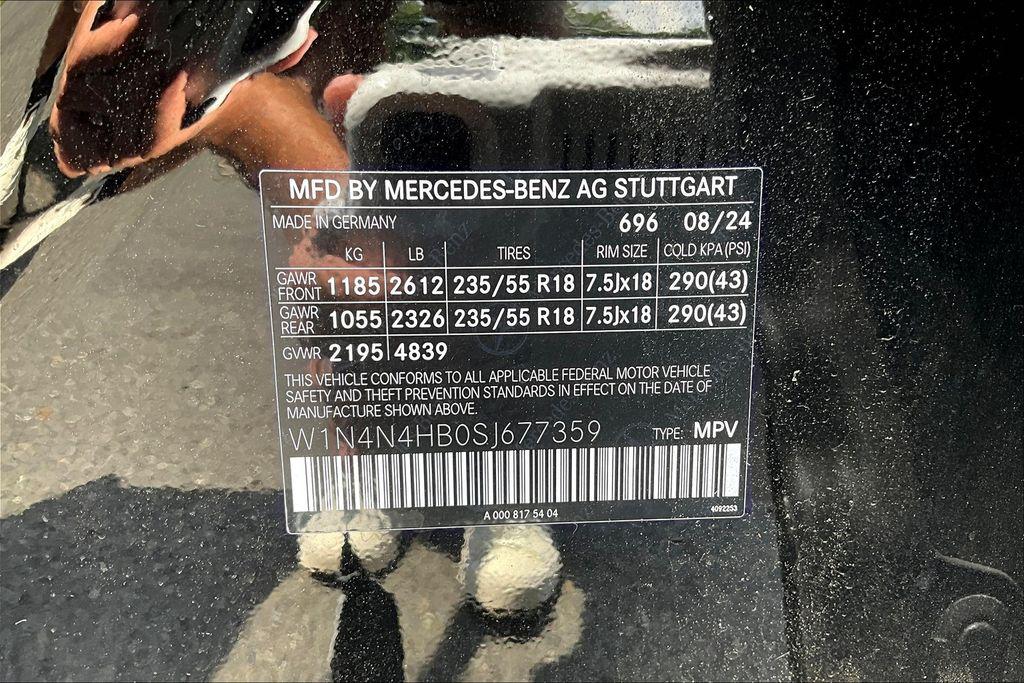 MFD BY MERCEDES-BENZ AG STUTTGART
MADE IN GERMANY 696 08/24
KG LB TIRES RIM SIZE COLD KPA (PSI)
GAWR FRONT 1185 2612 235/55 R18 7.5Jx18 290(43)
GAWR REAR 1055 2326 235/55 R18 7.5Jx18 290(43)
GVWR 2195 4839
THIS VEHICLE CONFORMS TO ALL APPLICABLE FEDERAL MOTOR VEHICLE
SAFETY AND THEFT PREVENTION STANDARDS IN EFFECT ON THE DATE OF
MANUFACTURE SHOWN ABOVE.
W1N4N4HB0SJ677359 TYPE: MPV
A 000 817 54 04 4092253